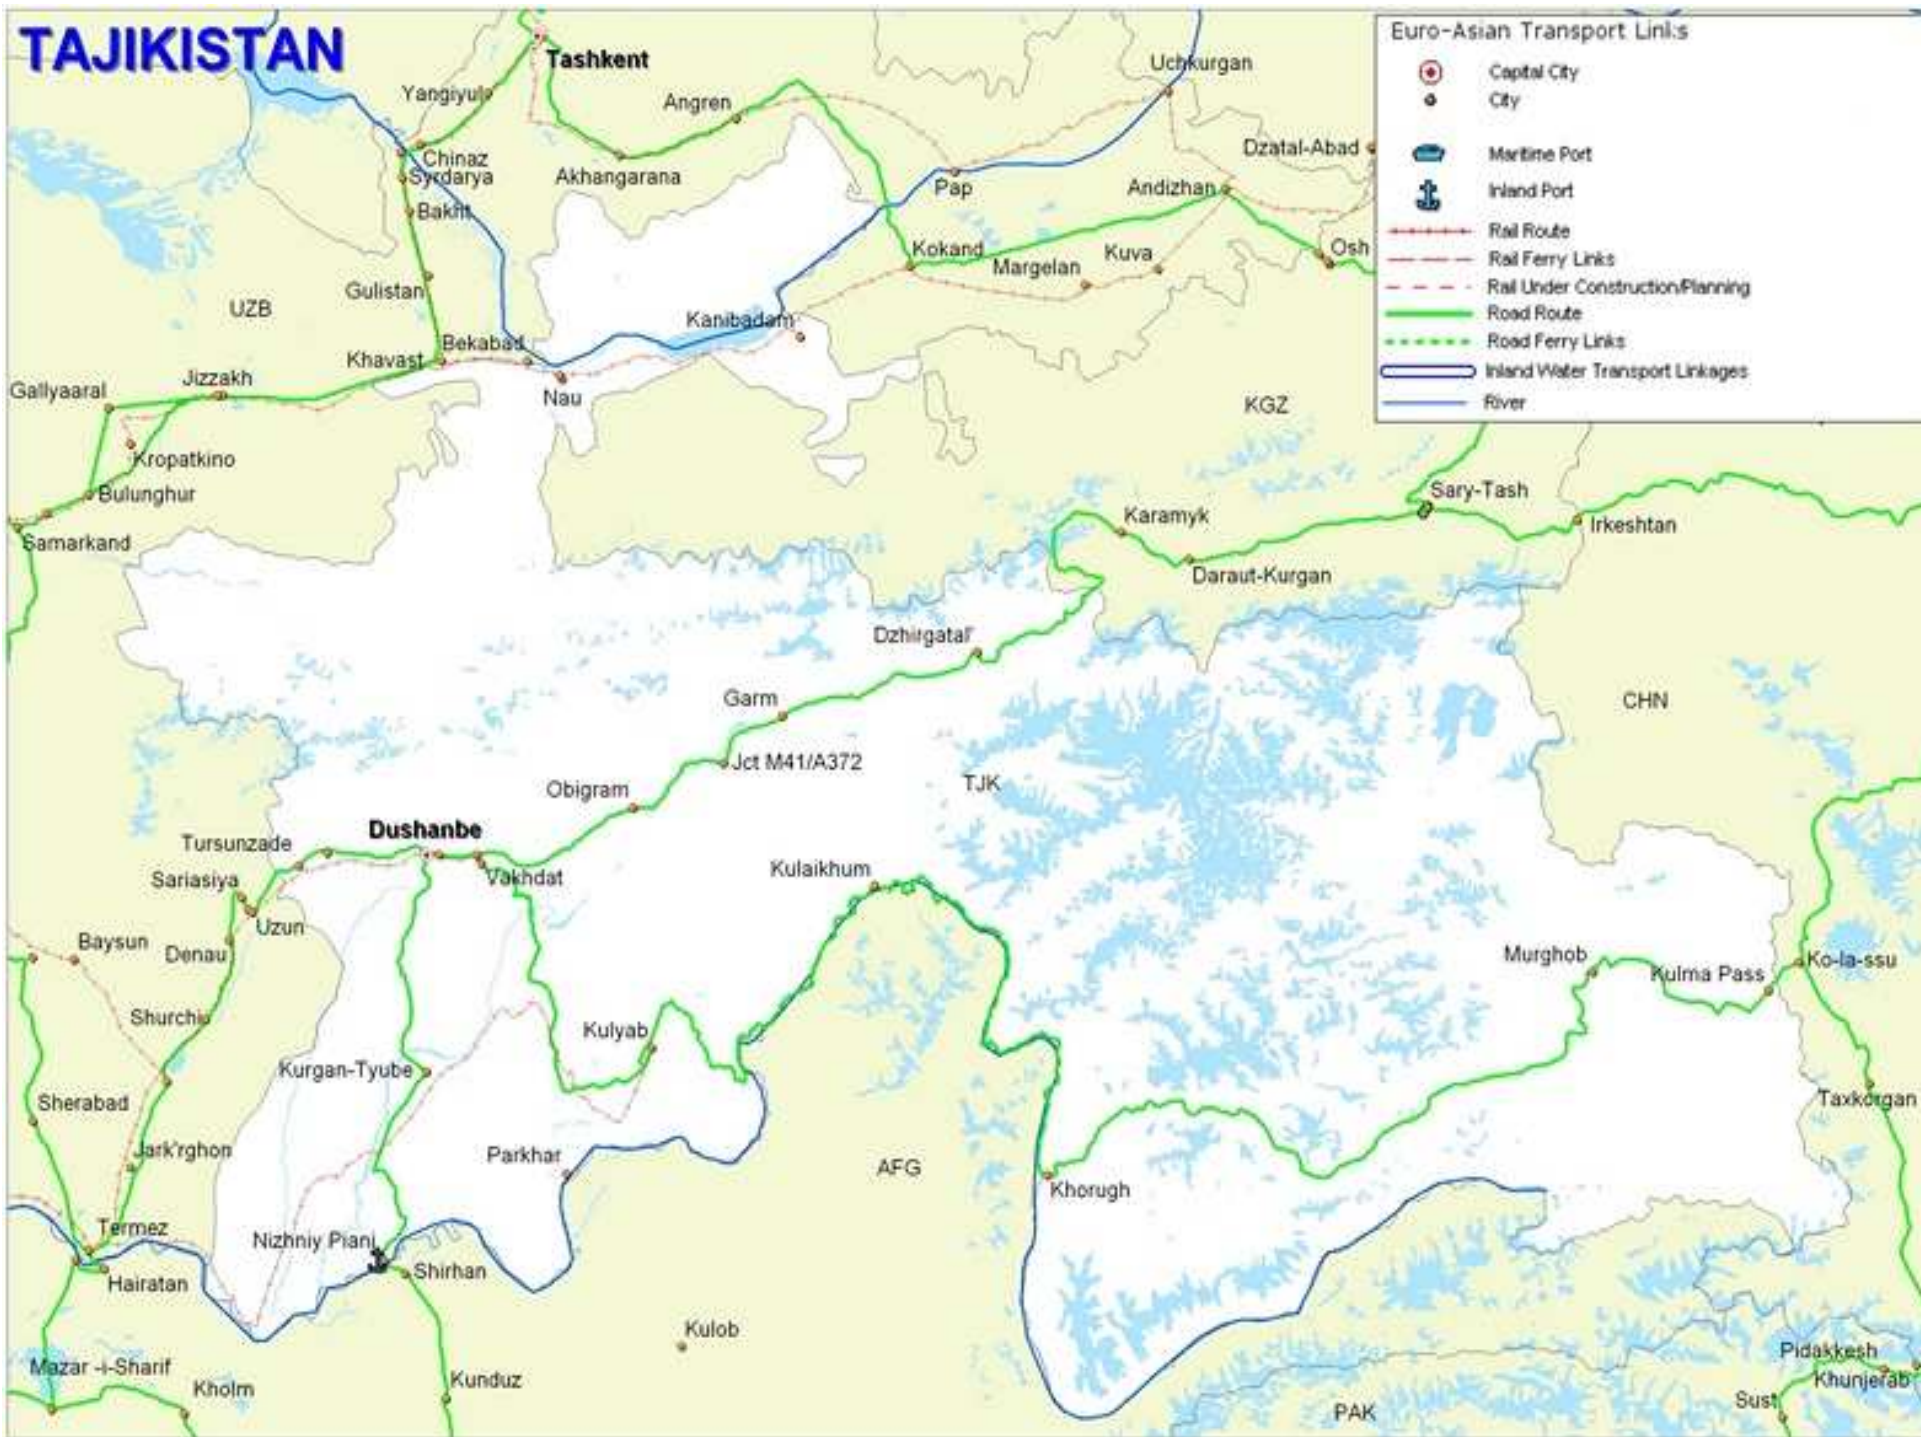 TAJIKISTAN
Euro-Asian Transport Links
Capital City
City
Maritime Port
Inland Port
Rail Route
Rail Ferry Links
Rail Under Construction/Planning
Road Route
Road Ferry Links
Inland Water Transport Linkages
River
Tashkent
Uchkurgan
Yangiyul
Angren
Dzatal-Abad
Chinaz
Akhangarana
Syrdarya
Pap
Andizhan
Bakht
Kokand
Osh
Kuva
Margelan
Gulistan
UZB
Kanibadam
Bekabad
Khavast
Jizzakh
Gallyaaral
Nau
KGZ
Kropatkino
Bulunghur
Sary-Tash
Karamyk
Irkeshtan
Samarkand
Daraut-Kurgan
Dzhirgatal'
Garm
CHN
Jct M41/A372
TJK
Obigram
Dushanbe
Tursunzade
Kulaikhum
Sariasiya
Vakhdat
Uzun
Baysun
Denau
Murghob
Ko-la-ssu
Kulma Pass
Shurchi
Kulyab
Kurgan-Tyube
Sherabad
Taxkorgan
Jark'rghon
Parkhar
AFG
Khorugh
Termez
Nizhniy Pianj
Shirhan
Hairatan
Kulob
Pidakkesh
Mazar -i-Sharif
Khunjerab
Kunduz
Kholm
Sust
PAK